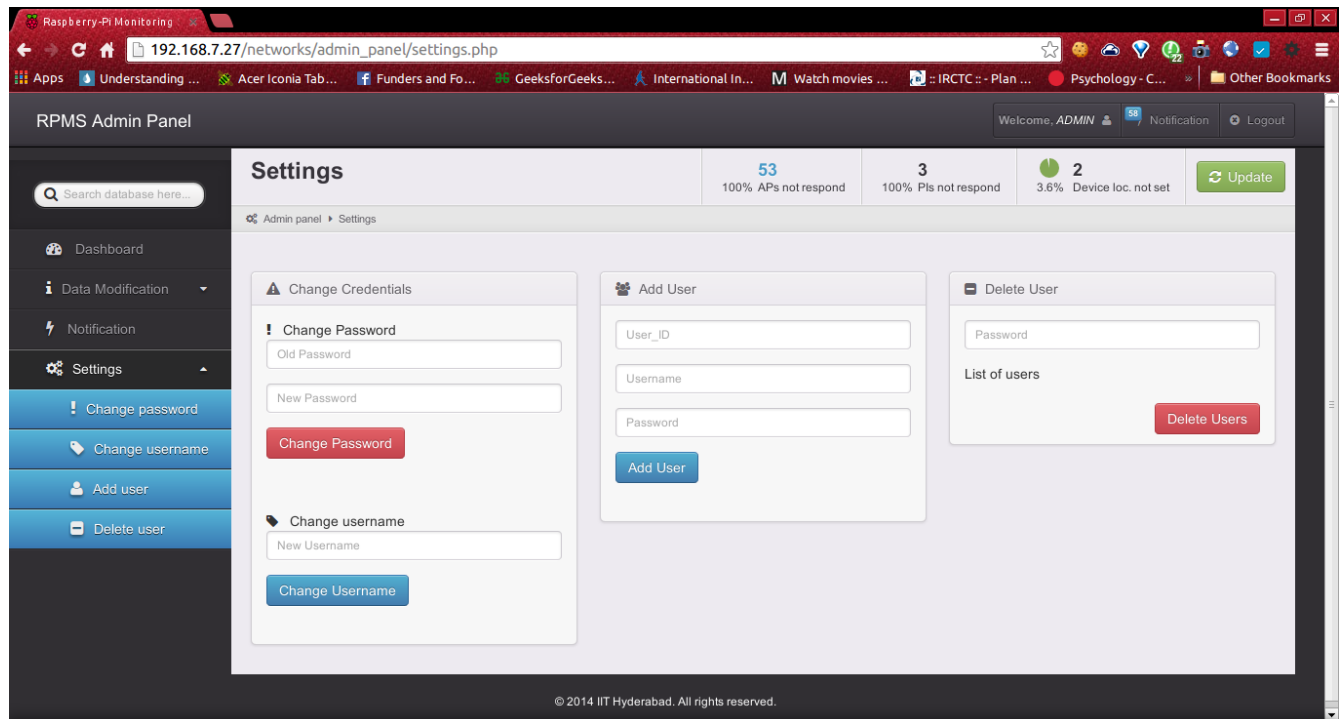 Raspberry-Pi Monitoring
192.168.7.27/networks/admin_panel/settings.php
22
Apps Understanding ... Acer Iconia Tab... Funders and Fo... GeeksforGeeks... International In... Watch movies ... :: IRCTC :: - Plan ... Psychology - C... » Other Bookmarks
RPMS Admin Panel
Welcome, ADMIN 58 Notification Logout
Search database here...
Dashboard
Data Modification
Notification
Settings
Change password
Change username
Add user
Delete user
Settings
53
100% APs not respond
3
100% PIs not respond
2
3.6% Device loc. not set
Update
Admin panel Settings
Change Credentials
Change Password
Old Password
New Password
Change Password
Change username
New Username
Change Username
Add User
User_ID
Username
Password
Add User
Delete User
Password
List of users
Delete Users
© 2014 IIT Hyderabad. All rights reserved.